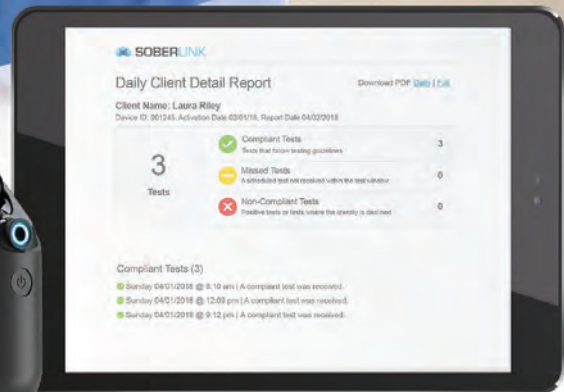 SOBERLINK
Daily Client Detail Report
Download PDF Daily | Full
Client Name: Laura Riley
Device ID: 001245, Activation Date 02/01/18, Report Date 04/02/2018
3
Tests
Compliant Tests
Tests that follow testing guidelines
3
Missed Tests
A scheduled test not received within the test window
0
Non-Compliant Tests
Positive tests or tests where the identity is declined
0
Compliant Tests (3)
Sunday 04/01/2018 @ 8:10 am | A compliant test was received.
Sunday 04/01/2018 @ 12:00 pm | A compliant test was received.
Sunday 04/01/2018 @ 9:12 pm | A compliant test was received.